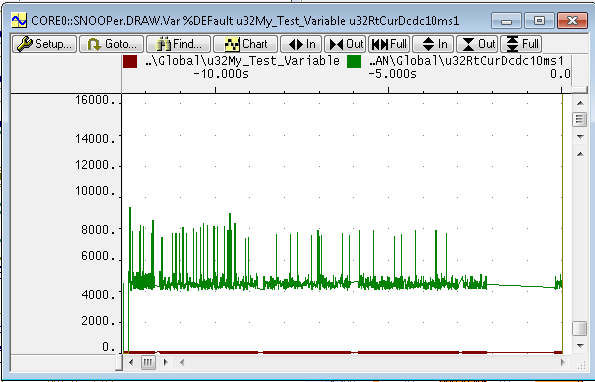 CORE0::SNOOPer.DRAW.Var %DEFault u32My_Test_Variable u32RtCurDcdc10ms1
Setup... Goto... Find... Chart In Out Full In Out Full
..\Global\u32My_Test_Variable ..AN\Global\u32RtCurDcdc10ms1
-10.000s -5.000s 0.0
16000.
14000.
12000.
10000.
8000.
6000.
4000.
2000.
0.